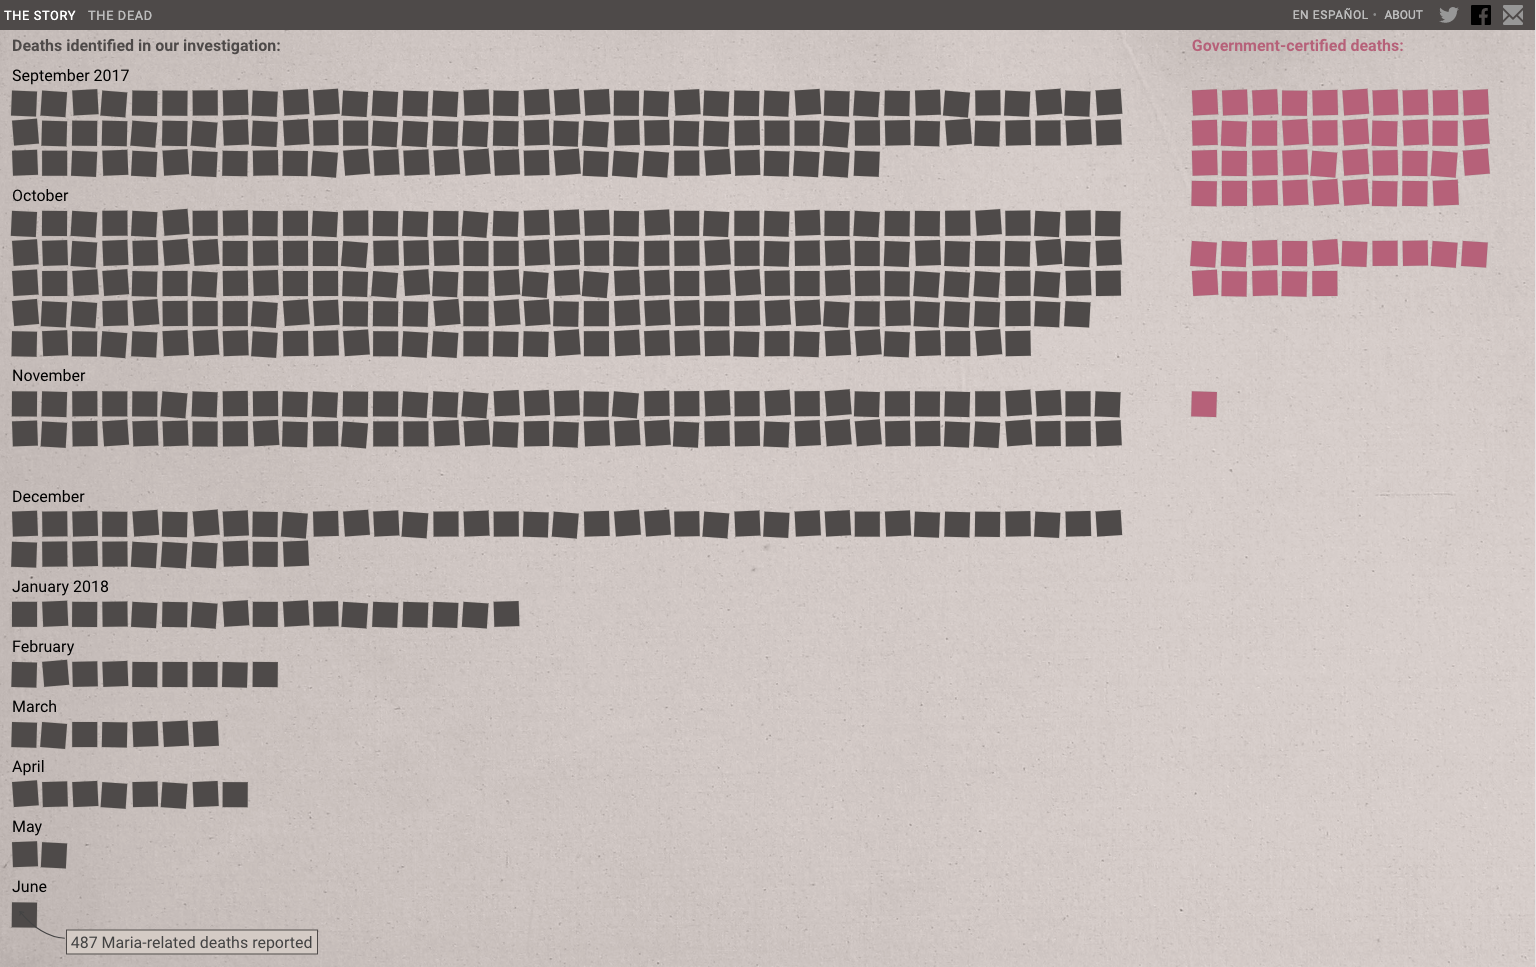 THE STORY THE DEAD EN ESPAÑOL • ABOUT
Deaths identified in our investigation: Government-certified deaths:
September 2017
October
November
December
January 2018
February
March
April
May
June
487 Maria-related deaths reported